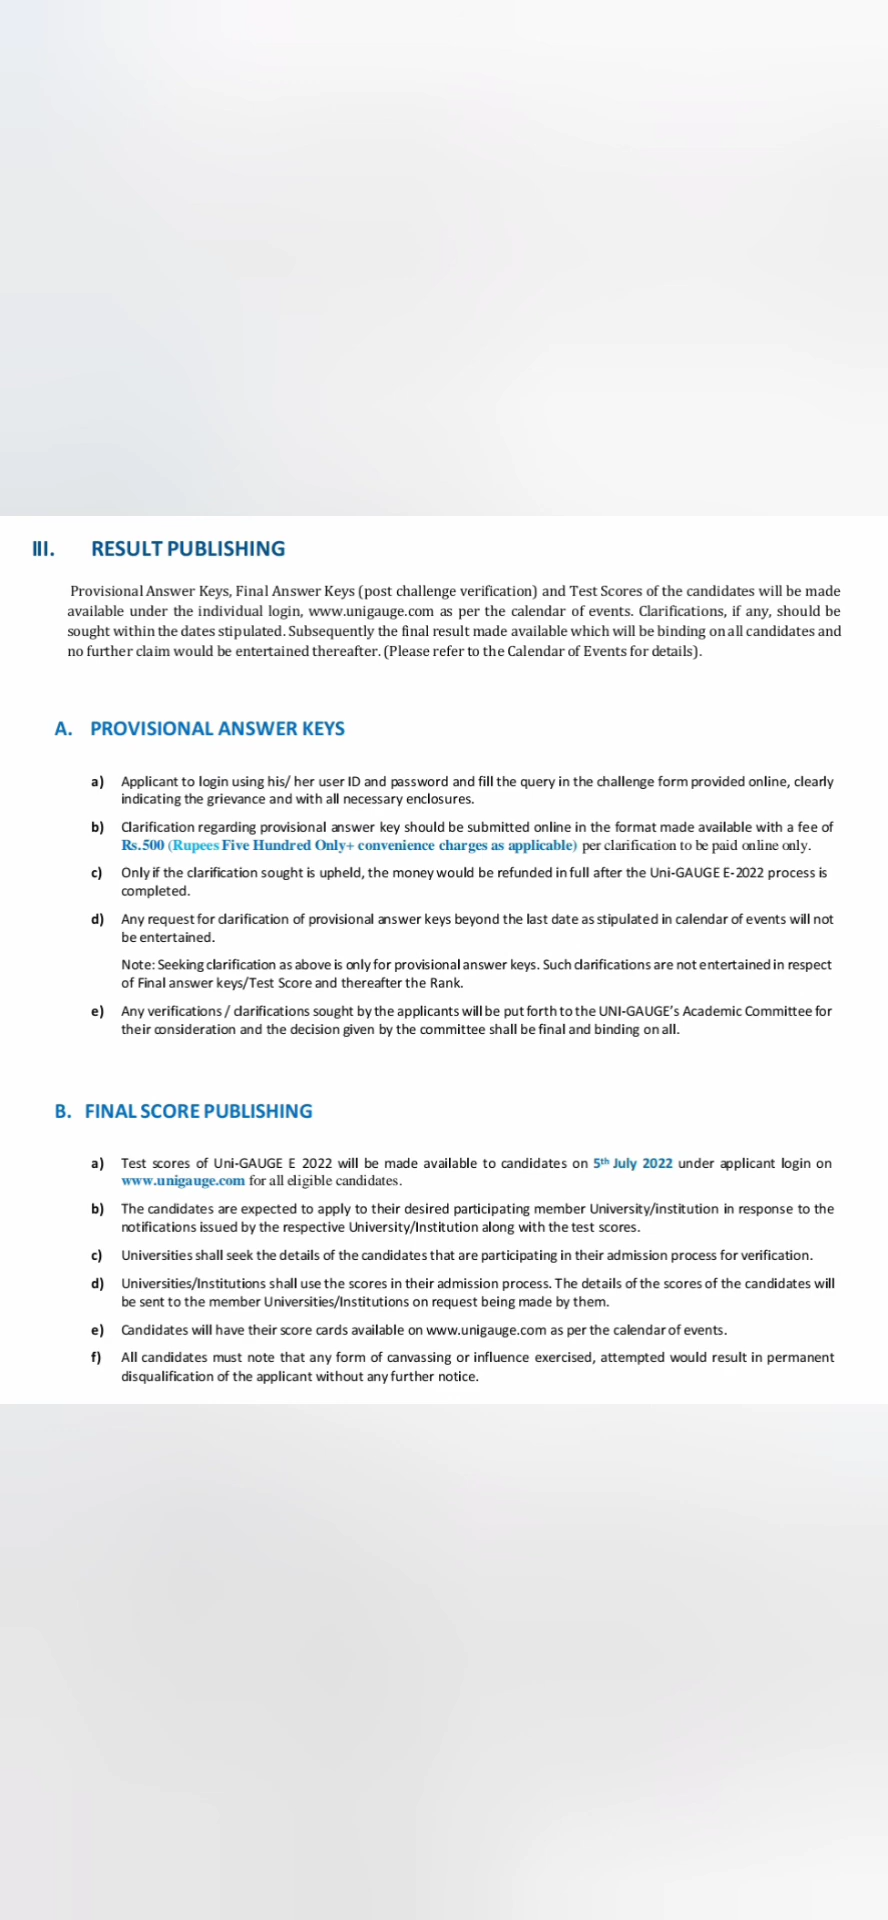 III. RESULT PUBLISHING
Provisional Answer Keys, Final Answer Keys (post challenge verification) and Test Scores of the candidates will be made
available under the individual login, www.unigauge.com as per the calendar of events. Clarifications, if any, should be
sought within the dates stipulated. Subsequently the final result made available which will be binding on all candidates and
no further claim would be entertained thereafter. (Please refer to the Calendar of Events for details).
A. PROVISIONAL ANSWER KEYS
a) Applicant to login using his/ her user ID and password and fill the query in the challenge form provided online, clearly
indicating the grievance and with all necessary enclosures.
b) Clarification regarding provisional answer key should be submitted online in the format made available with a fee of
Rs.500 (Rupees Five Hundred Only+ convenience charges as applicable) per clarification to be paid online only.
c) Only if the clarification sought is upheld, the money would be refunded in full after the Uni-GAUGE E-2022 process is
completed.
d) Any request for clarification of provisional answer keys beyond the last date as stipulated in calendar of events will not
be entertained.
Note: Seeking clarification as above is only for provisional answer keys. Such clarifications are not entertained in respect
of Final answer keys/Test Score and thereafter the Rank.
e) Any verifications / clarifications sought by the applicants will be put forth to the UNI-GAUGE's Academic Committee for
their consideration and the decision given by the committee shall be final and binding on all.
B. FINAL SCORE PUBLISHING
a) Test scores of Uni-GAUGE E 2022 will be made available to candidates on 5th July 2022 under applicant login on
www.unigauge.com for all eligible candidates.
b) The candidates are expected to apply to their desired participating member University/institution in response to the
notifications issued by the respective University/Institution along with the test scores.
c) Universities shall seek the details of the candidates that are participating in their admission process for verification.
d) Universities/Institutions shall use the scores in their admission process. The details of the scores of the candidates will
be sent to the member Universities/Institutions on request being made by them.
e) Candidates will have their score cards available on www.unigauge.com as per the calendar of events.
f) All candidates must note that any form of canvassing or influence exercised, attempted would result in permanent
disqualification of the applicant without any further notice.